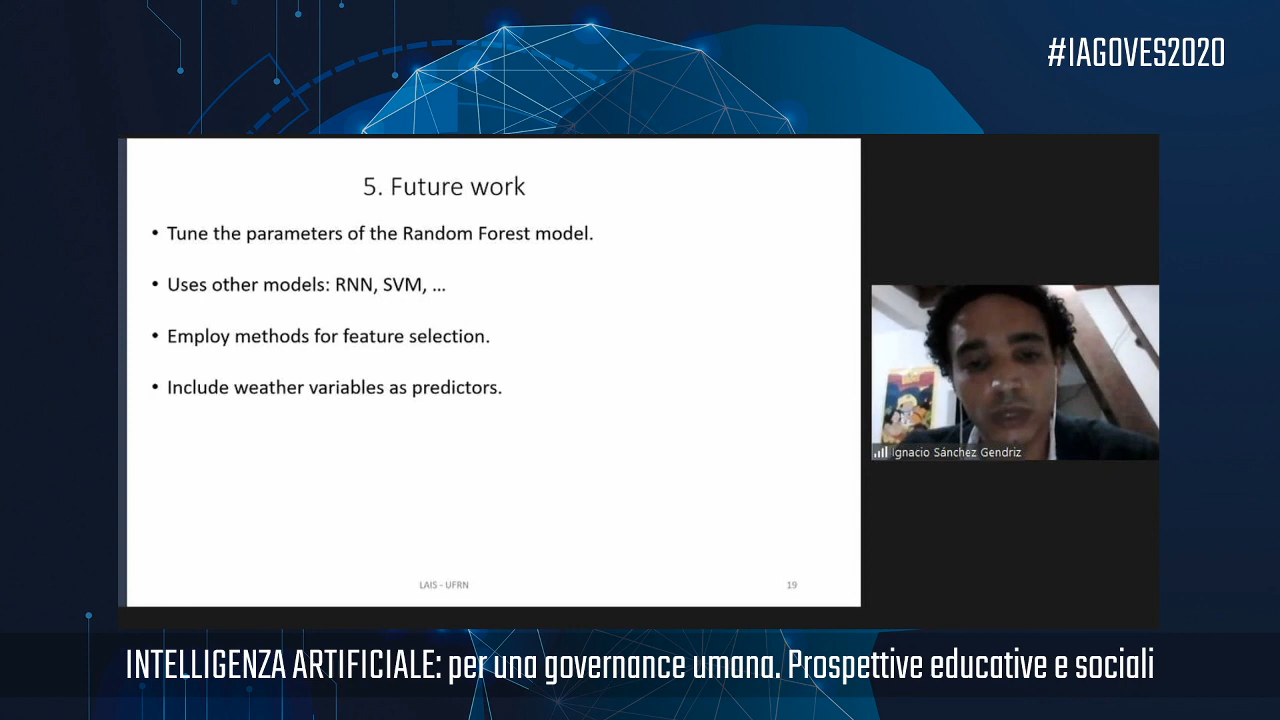 #IAGOVES2020
5. Future work
• Tune the parameters of the Random Forest model.
• Uses other models: RNN, SVM, ...
• Employ methods for feature selection.
• Include weather variables as predictors.
Ignacio Sánchez Gendriz
LAIS - UFRN
19
INTELLIGENZA ARTIFICIALE: per una governance umana. Prospettive educative e sociali